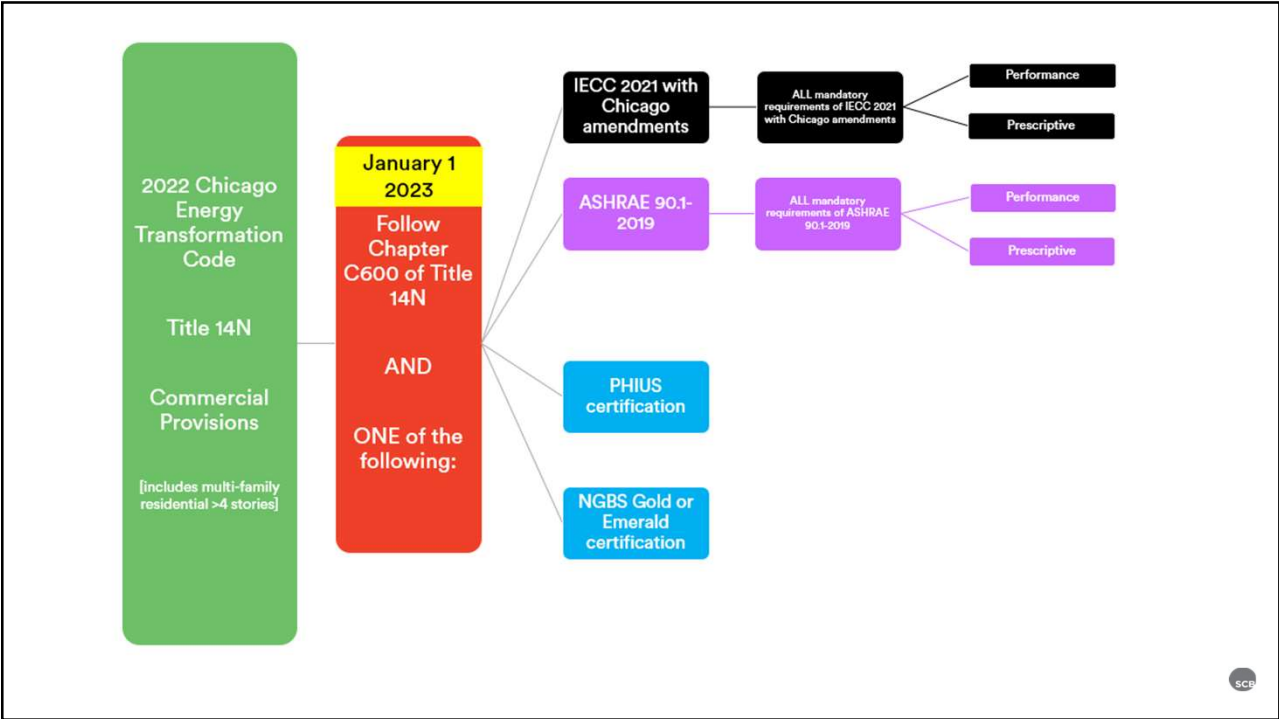 2022 Chicago
Energy
Transformation
Code
Title 14N
Commercial
Provisions
[includes multi-family
residential >4 stories]
January 1
2023
Follow
Chapter
C600 of Title
14N
AND
ONE of the
following:
IECC 2021 with
Chicago
amendments
ALL mandatory
requirements of IECC 2021
with Chicago amendments
Performance
Prescriptive
ASHRAE 90.1-
2019
ALL mandatory
requirements of ASHRAE
90.1-2019
Performance
Prescriptive
PHIUS
certification
NGBS Gold or
Emerald
certification
SCB